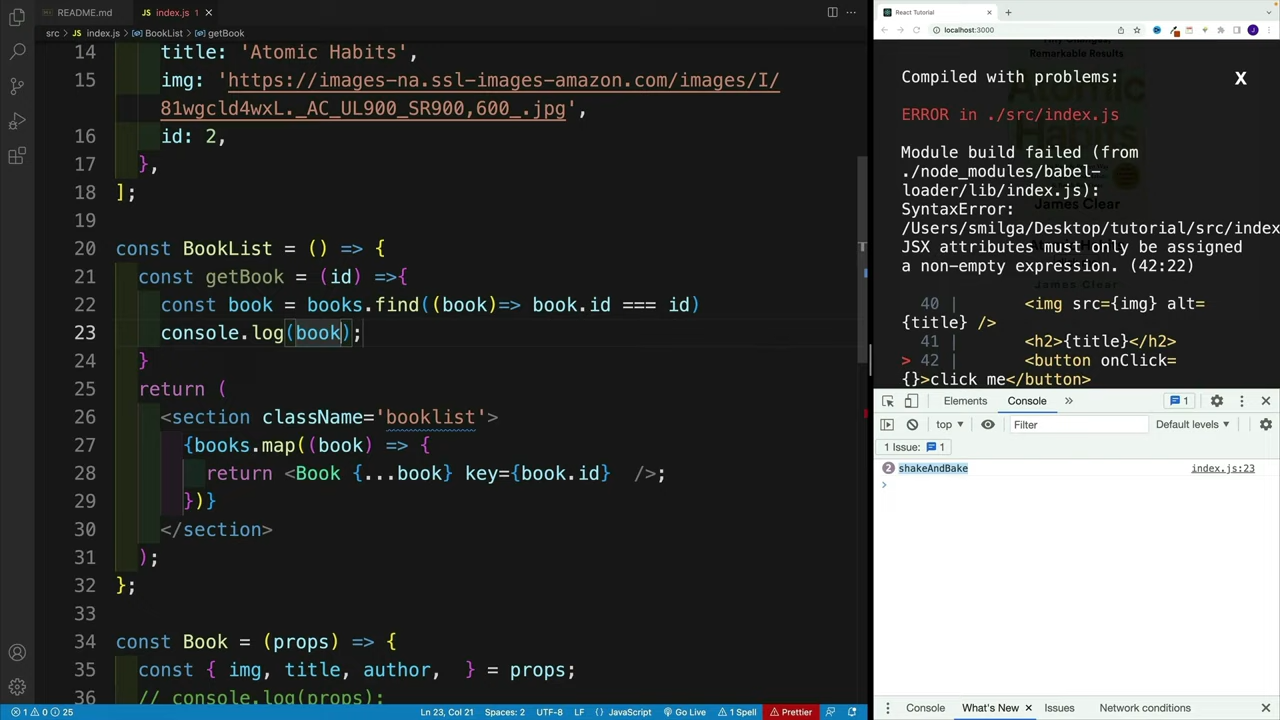 README.md
index.js 1
React Tutorial
src > index.js > BookList > getBook
localhost:3000
14 title: 'Atomic Habits',
15 img: 'https://images-na.ssl-images-amazon.com/images/I/
81wgcld4wxL._AC_UL900_SR900,600_.jpg',
16 id: 2,
17 },
18 ];
19
20 const BookList = () => {
21 const getBook = (id) =>{
22 const book = books.find((book)=> book.id === id)
23 console.log(book);
24 }
25 return (
26 <section className='booklist'>
27 {books.map((book) => {
28 return <Book {...book} key={book.id} />;
29 })}
30 </section>
31 );
32 };
33
34 const Book = (props) => {
35 const { img, title, author, } = props;
36 // console.log(props);
Remarkable Results
Compiled with problems:
X
ERROR in ./src/index.js
Module build failed (from
./node_modules/babel-
loader/lib/index.js):
SyntaxError:
/Users/smilga/Desktop/tutorial/src/index
JSX attributes must only be assigned
a non-empty expression. (42:22)
James Clear
40 | <img src={img} alt=
{title} />
41 | <h2>{title}</h2>
> 42 | <button onClick=
{}>click me</button>
Elements Console » 1
top Filter Default levels
1 Issue: 1
2 shakeAndBake index.js:23
Console What's New Issues Network conditions
1 0 25 Ln 23, Col 21 Spaces: 2 UTF-8 LF {} JavaScript Go Live 1 Spell Prettier